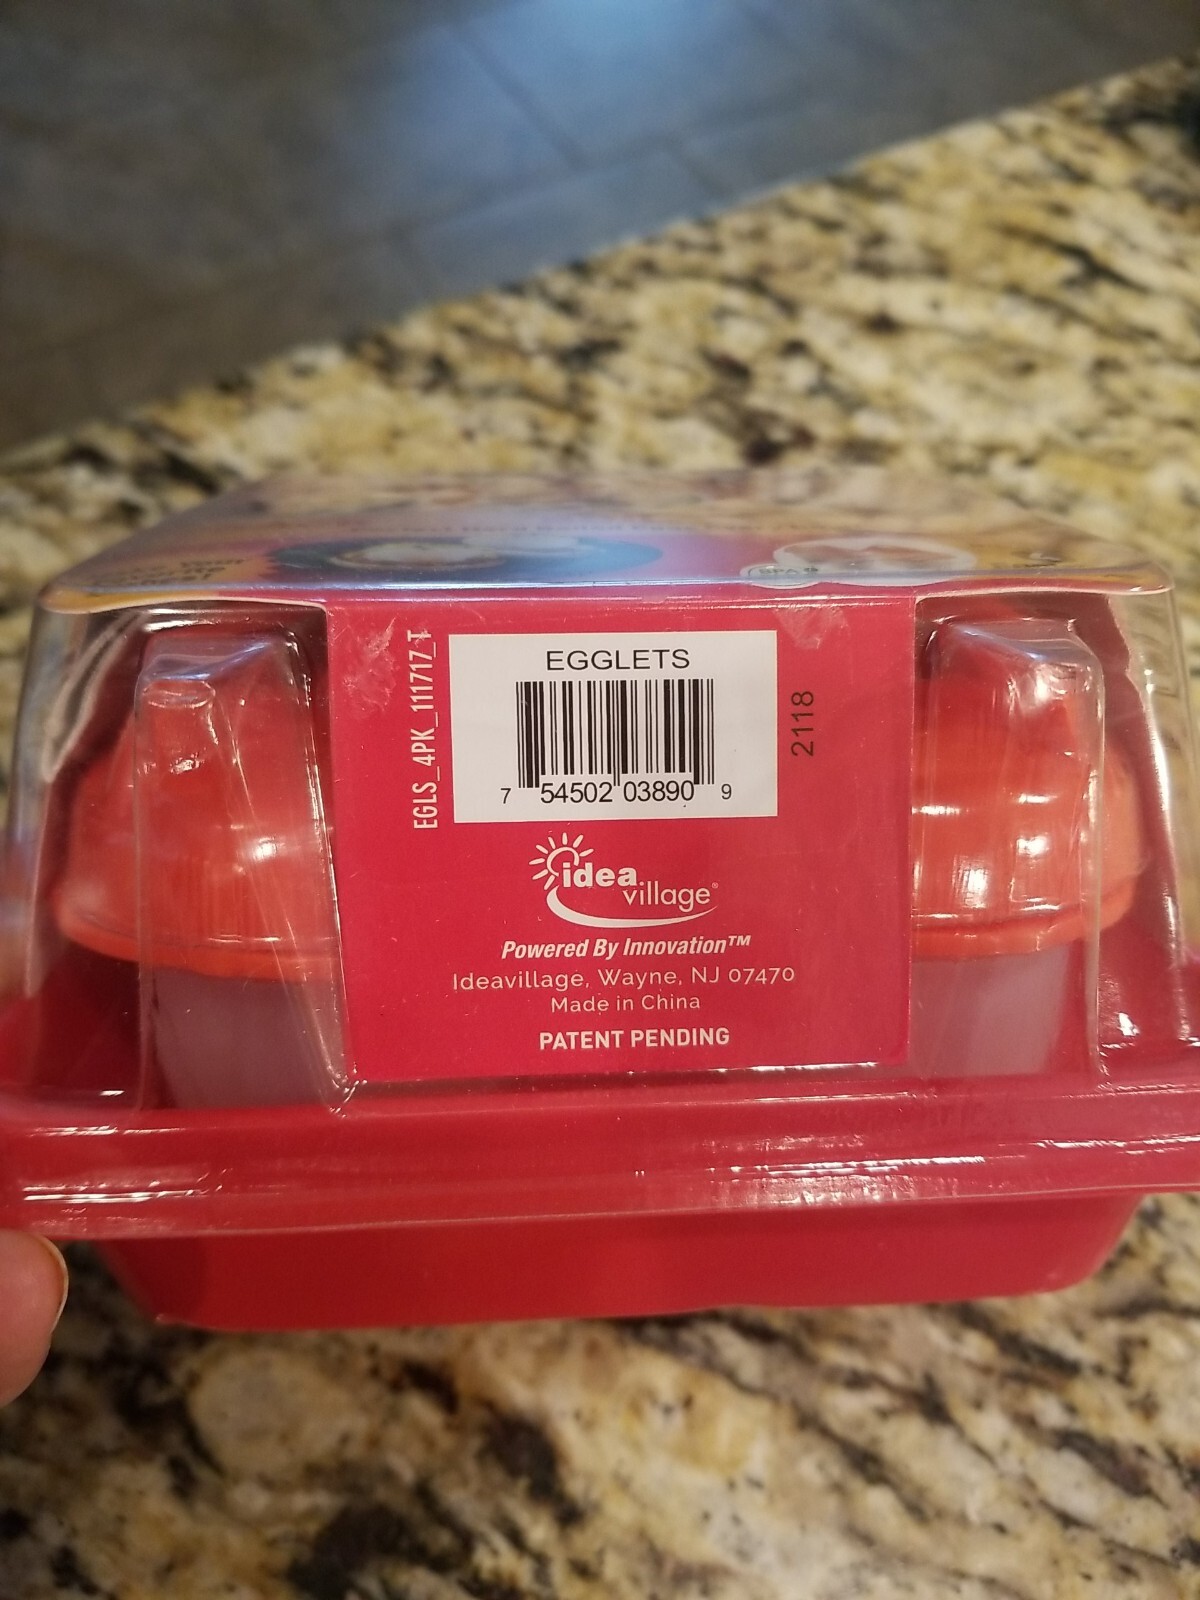 EGGLETS
7 54502 03890 9
EGLS_4PK_111717_T
2118
idea
village®
Powered By Innovation™
Ideavillage, Wayne, NJ 07470
Made in China
PATENT PENDING